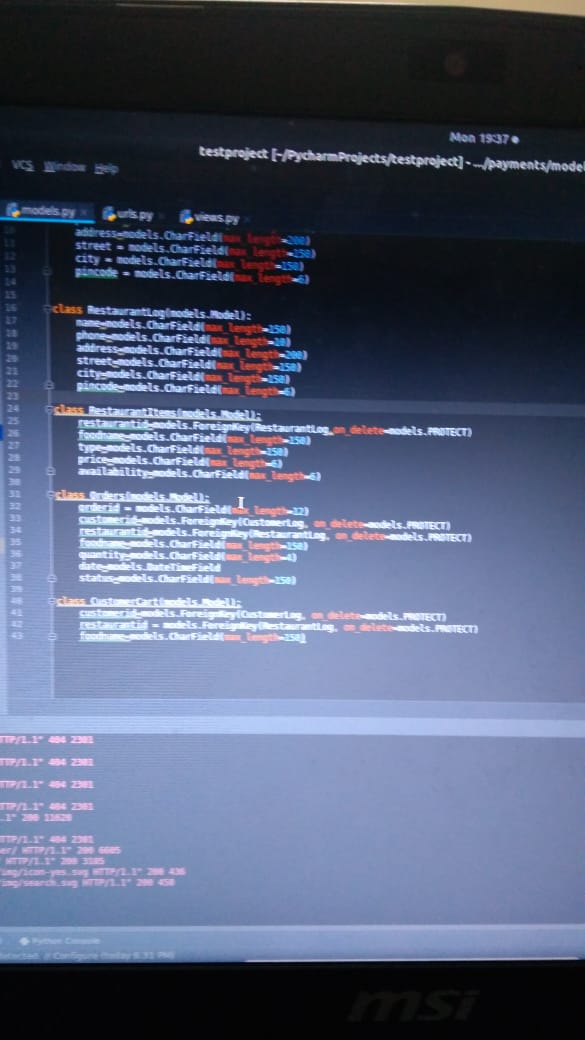 Mon 19:37
testproject [~/PycharmProjects/testproject] - .../payments/model
VCS Window Help
models.py urls.py views.py
10 address=models.CharField(max_length=200)
11 street = models.CharField(max_length=150)
12 city = models.CharField(max_length=150)
13 pincode = models.CharField(max_length=6)
14
15
16 class RestaurantLog(models.Model):
17 name=models.CharField(max_length=150)
18 phone=models.CharField(max_length=10)
19 address=models.CharField(max_length=200)
20 street=models.CharField(max_length=150)
21 city=models.CharField(max_length=150)
22 pincode=models.CharField(max_length=6)
23
24 class RestaurantItems(models.Model):
25 restaurantid=models.ForeignKey(RestaurantLog,on_delete=models.PROTECT)
26 foodname=models.CharField(max_length=150)
27 type=models.CharField(max_length=150)
28 price=models.CharField(max_length=6)
29 availability=models.CharField(max_length=6)
30
31 class Orders(models.Model):
32 orderid = models.CharField(max_length=12)
33 customerid=models.ForeignKey(CustomerLog, on_delete=models.PROTECT)
34 restaurantid=models.ForeignKey(RestaurantLog, on_delete=models.PROTECT)
35 foodname=models.CharField(max_length=150)
36 quantity=models.CharField(max_length=4)
37 date=models.DateTimeField
38 status=models.CharField(max_length=150)
39
40 class CustomerCart(models.Model):
41 customerid=models.ForeignKey(CustomerLog, on_delete=models.PROTECT)
42 restaurantid = models.ForeignKey(RestaurantLog, on_delete=models.PROTECT)
43 foodname=models.CharField(max_length=150)
TTP/1.1" 404 2301
TTP/1.1" 404 2301
TTP/1.1" 404 2301
TTP/1.1" 404 2301
.1" 200 11620
TTP/1.1" 404 2301
er/ HTTP/1.1" 200 6605
/ HTTP/1.1" 200 3185
img/icon-yes.svg HTTP/1.1" 200 436
img/search.svg HTTP/1.1" 200 458
Python Console
detected. // Configure (today 6:31 PM)
msi